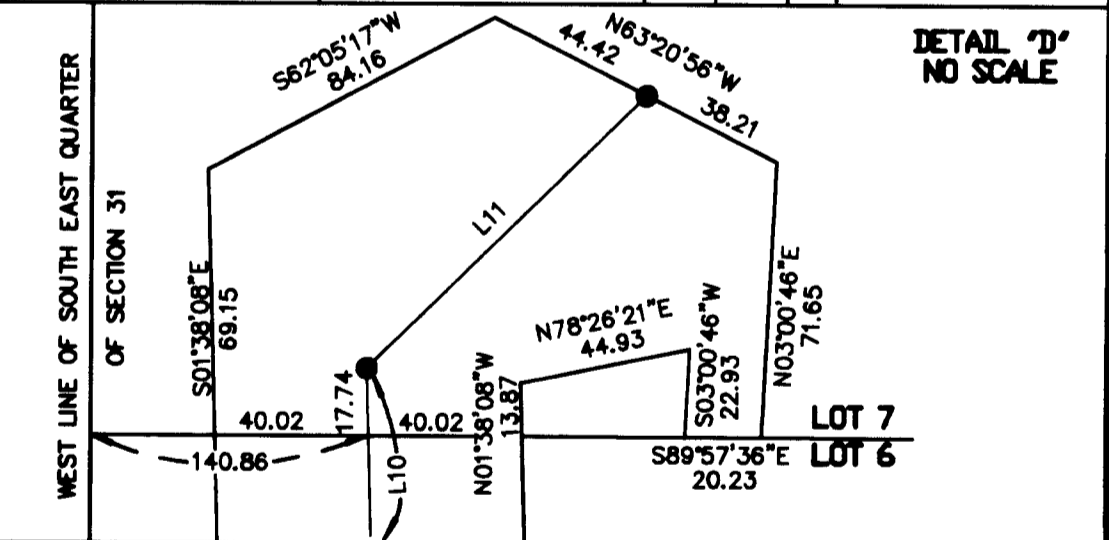 DETAIL "D"
NO SCALE
S62°05'17"W
84.16
N63°20'56"W
44.42
38.21
WEST LINE OF SOUTH EAST QUARTER
OF SECTION 31
L11
S01°38'08"E
69.15
N03°00'46"E
71.65
N78°26'21"E
44.93
S03°00'46"W
22.93
N01°38'08"W
13.87
17.74
40.02
40.02
140.86
L10
LOT 7
LOT 6
S89°57'36"E
20.23